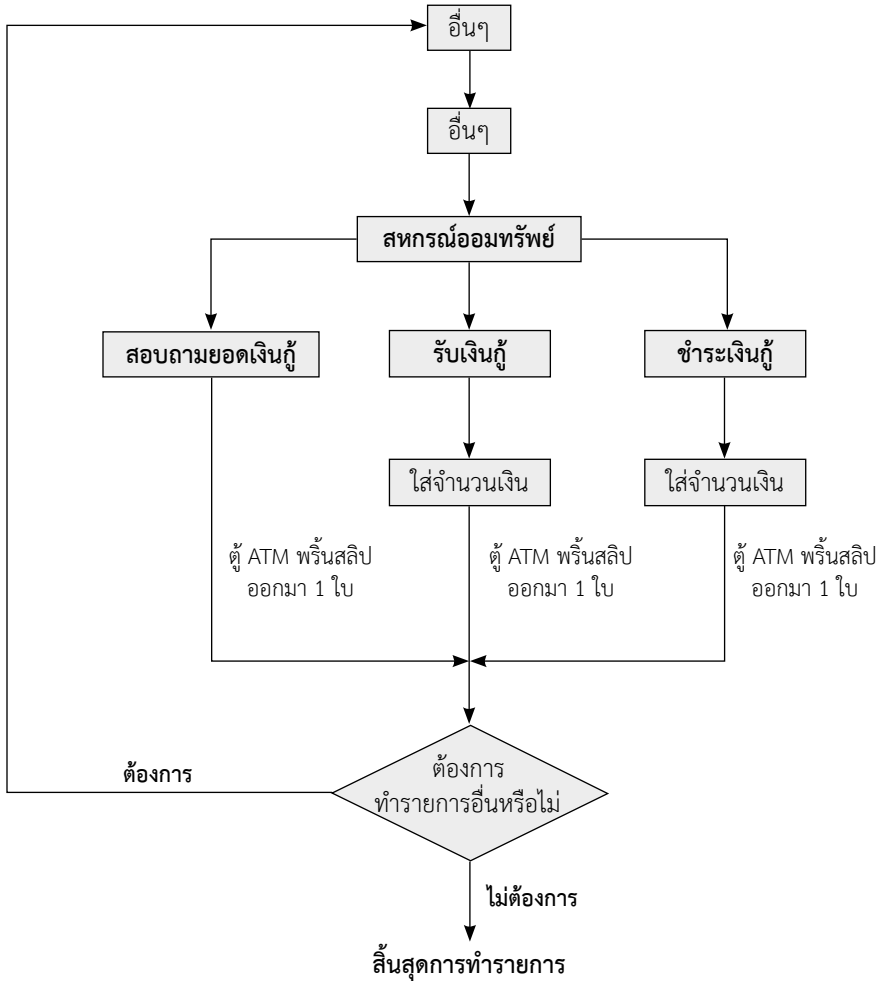 อื่นๆ
อื่นๆ
สหกรณ์ออมทรัพย์
สอบถามยอดเงินกู้
รับเงินกู้
ชำระเงินกู้
ใส่จำนวนเงิน
ใส่จำนวนเงิน
ตู้ ATM พริ้นสลิป
ออกมา 1 ใบ
ตู้ ATM พริ้นสลิป
ออกมา 1 ใบ
ตู้ ATM พริ้นสลิป
ออกมา 1 ใบ
ต้องการ
ต้องการ
ทำรายการอื่นหรือไม่
ไม่ต้องการ
สิ้นสุดการทำรายการ